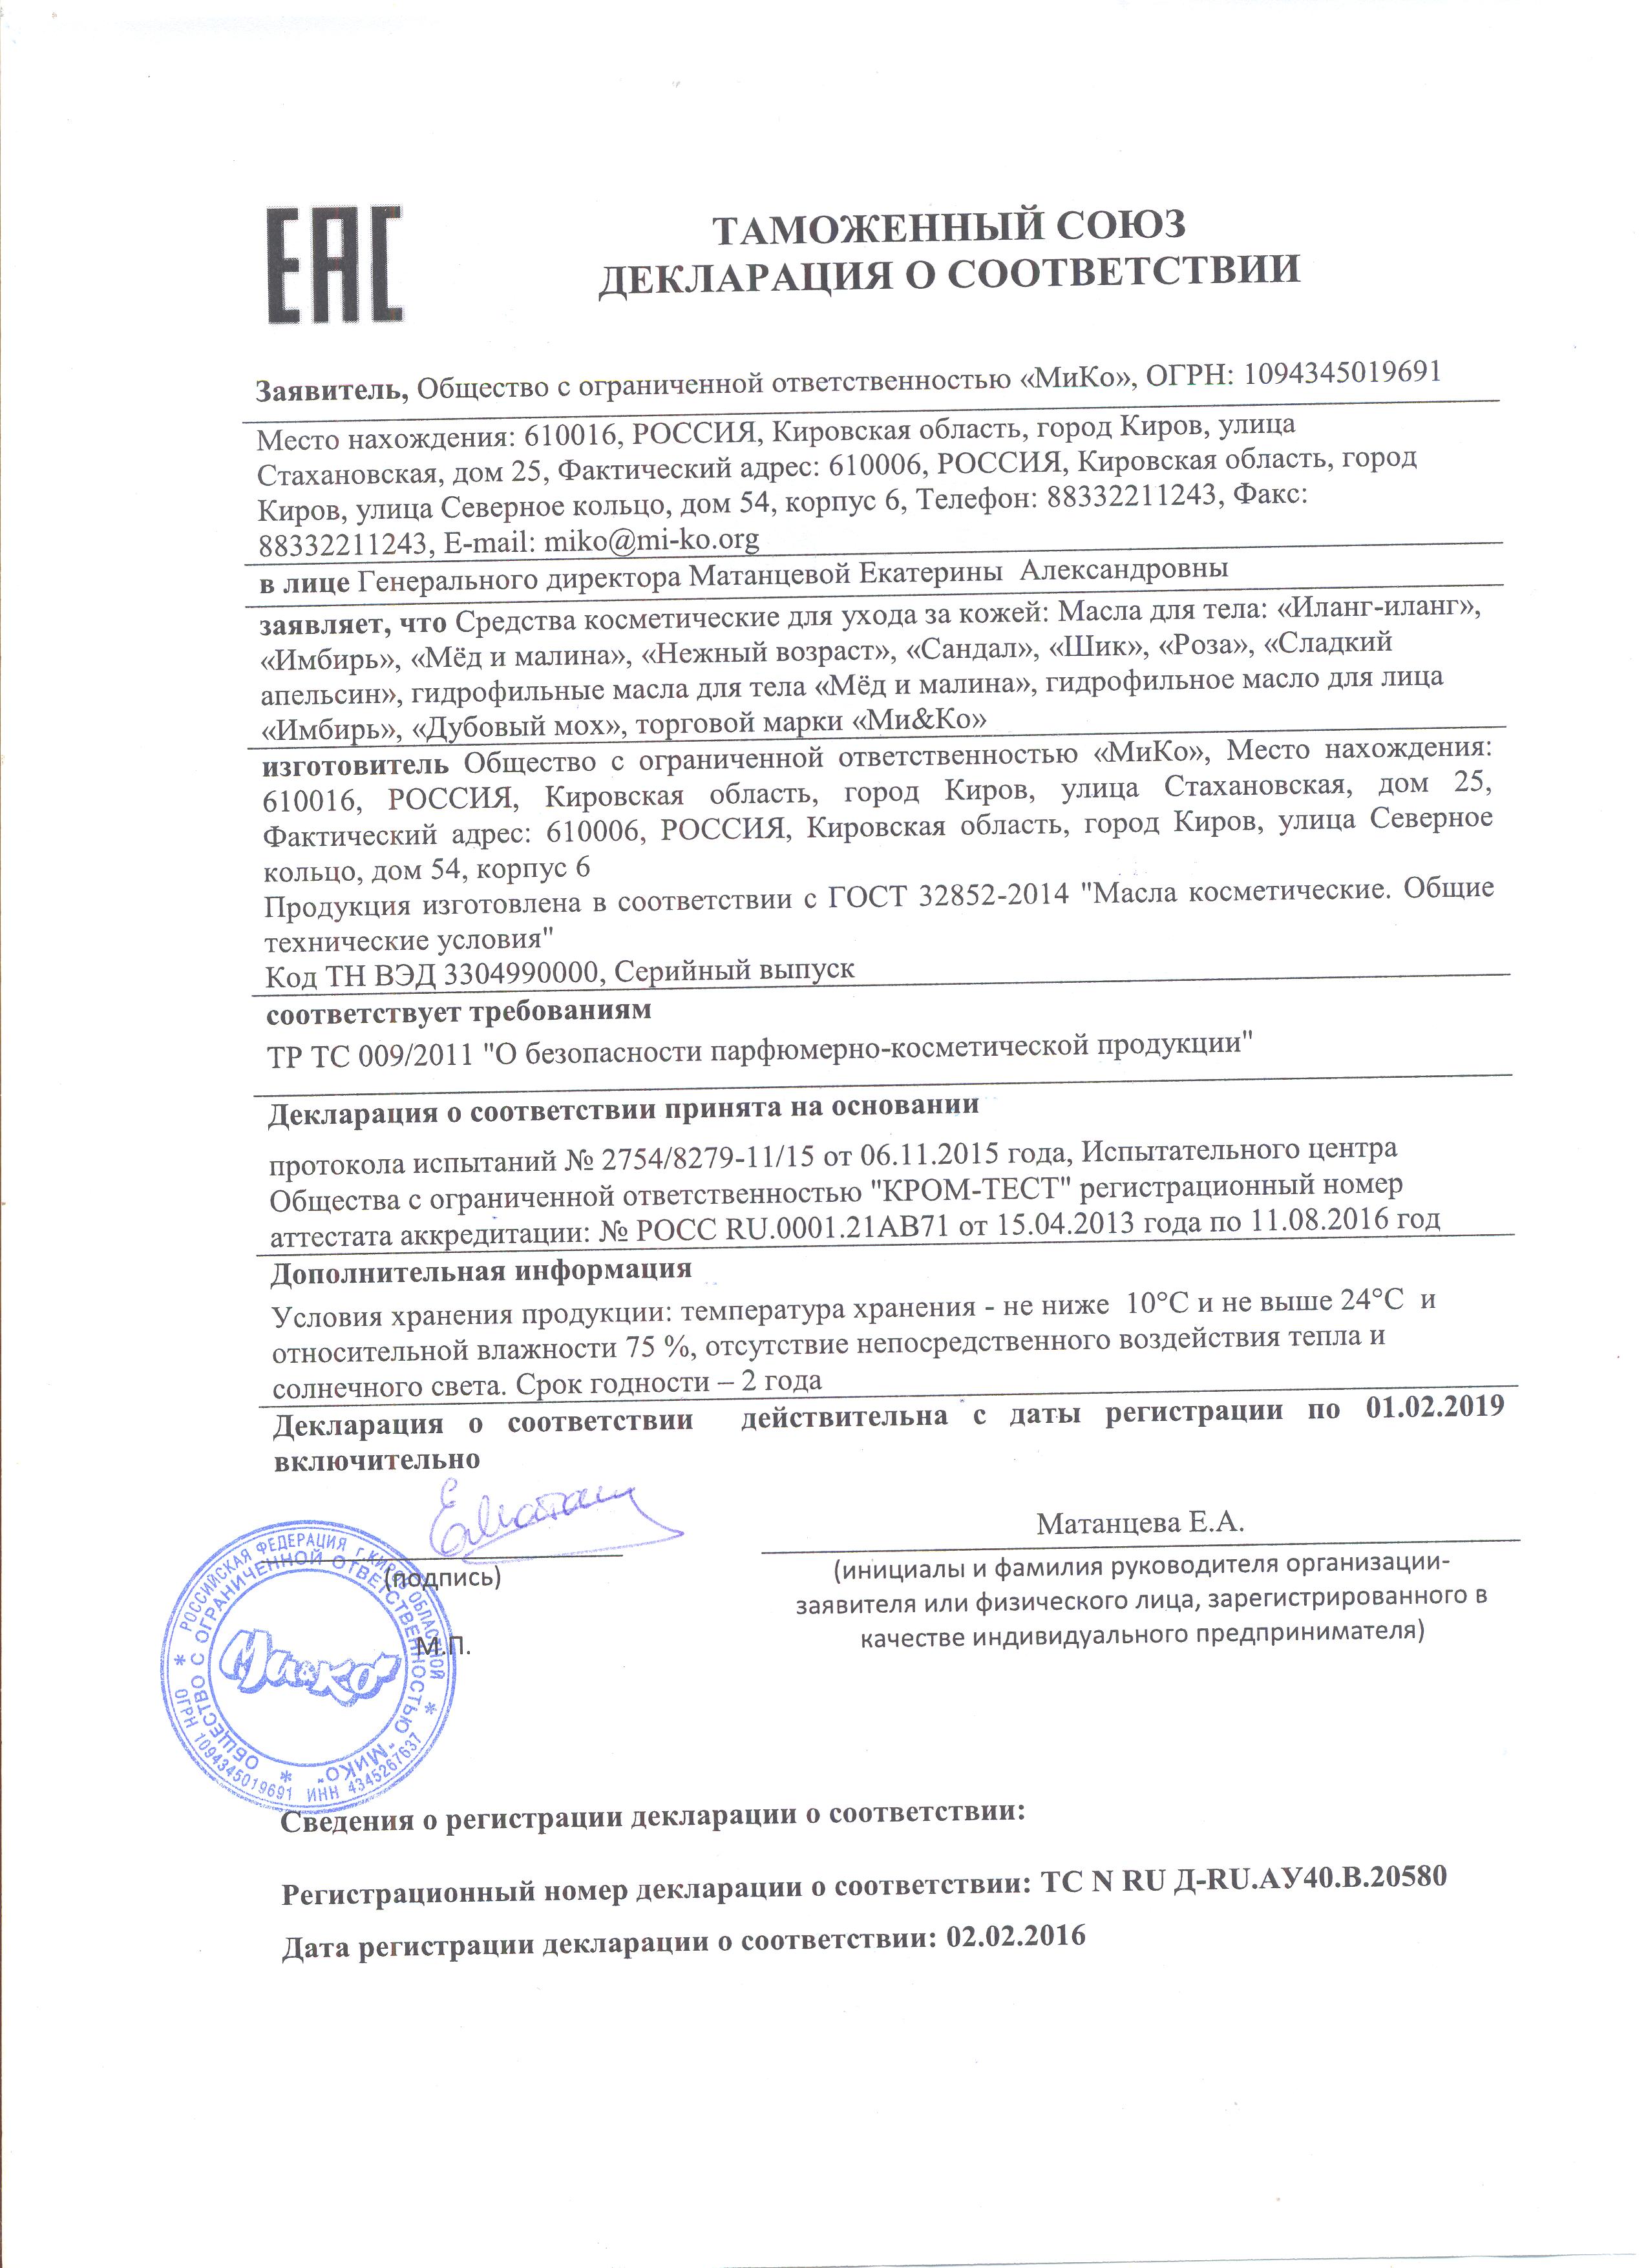 ЕАС
ТАМОЖЕННЫЙ СОЮЗ
ДЕКЛАРАЦИЯ О СООТВЕТСТВИИ
Заявитель, Общество с ограниченной ответственностью «МиКо», ОГРН: 1094345019691
Место нахождения: 610016, РОССИЯ, Кировская область, город Киров, улица
Стахановская, дом 25, Фактический адрес: 610006, РОССИЯ, Кировская область, город
Киров, улица Северное кольцо, дом 54, корпус 6, Телефон: 88332211243, Факс:
88332211243, E-mail: miko@mi-ko.org
в лице Генерального директора Матанцевой Екатерины Александровны
заявляет, что Средства косметические для ухода за кожей: Масла для тела: «Иланг-иланг»,
«Имбирь», «Мёд и малина», «Нежный возраст», «Сандал», «Шик», «Роза», «Сладкий
апельсин», гидрофильные масла для тела «Мёд и малина», гидрофильное масло для лица
«Имбирь», «Дубовый мох», торговой марки «Ми&Ко»
изготовитель Общество с ограниченной ответственностью «МиКо», Место нахождения:
610016, РОССИЯ, Кировская область, город Киров, улица Стахановская, дом 25,
Фактический адрес: 610006, РОССИЯ, Кировская область, город Киров, улица Северное
кольцо, дом 54, корпус 6
Продукция изготовлена в соответствии с ГОСТ 32852-2014 "Масла косметические. Общие
технические условия"
Код ТН ВЭД 3304990000, Серийный выпуск
соответствует требованиям
ТР ТС 009/2011 "О безопасности парфюмерно-косметической продукции"
Декларация о соответствии принята на основании
протокола испытаний № 2754/8279-11/15 от 06.11.2015 года, Испытательного центра
Общества с ограниченной ответственностью "КРОМ-ТЕСТ" регистрационный номер
аттестата аккредитации: № РОСС RU.0001.21АВ71 от 15.04.2013 года по 11.08.2016 год
Дополнительная информация
Условия хранения продукции: температура хранения - не ниже 10°С и не выше 24°С и
относительной влажности 75 %, отсутствие непосредственного воздействия тепла и
солнечного света. Срок годности – 2 года
Декларация о соответствии действительна с даты регистрации по 01.02.2019
включительно
Матанцева Е.А.
(подпись)
(инициалы и фамилия руководителя организации-
заявителя или физического лица, зарегистрированного в
качестве индивидуального предпринимателя)
М.П.
РОССИЙСКАЯ ФЕДЕРАЦИЯ г.КИРОВ ОБЛАСТНОЙ
ОГРН 1094345019691 ИНН 4345267637
ОБЩЕСТВО С ОГРАНИЧЕННОЙ ОТВЕТСТВЕННОСТЬЮ "МИКО"
Ми&Ко
Сведения о регистрации декларации о соответствии:
Регистрационный номер декларации о соответствии: ТС N RU Д-RU.АУ40.В.20580
Дата регистрации декларации о соответствии: 02.02.2016